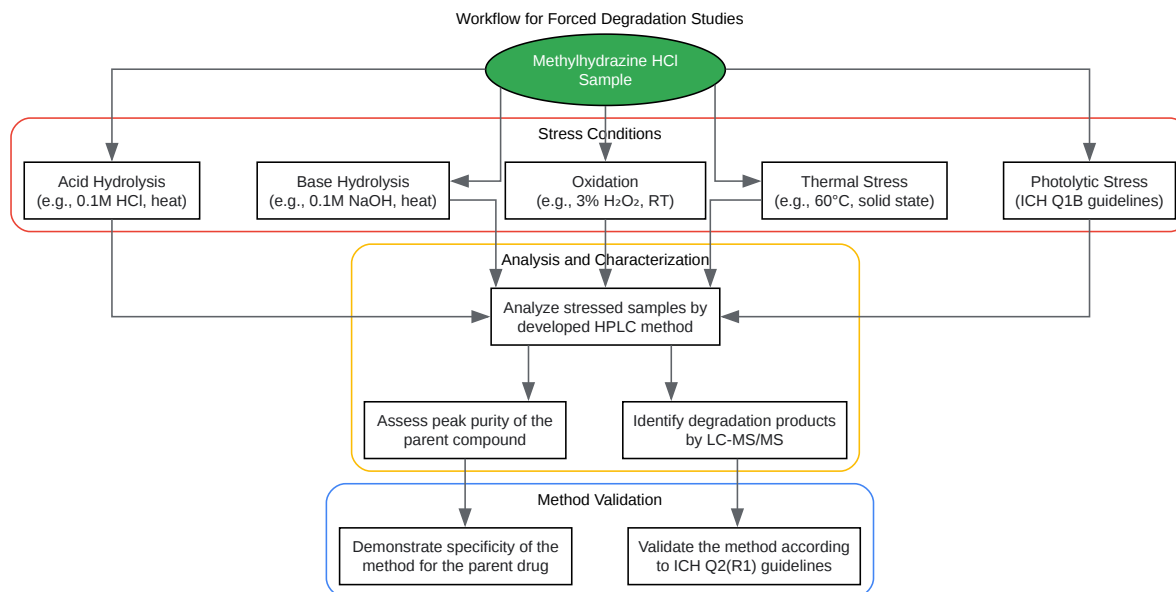 Workflow for Forced Degradation Studies
Methylhydrazine HCl
Sample
Stress Conditions
Acid Hydrolysis
(e.g., 0.1M HCl, heat)
Base Hydrolysis
(e.g., 0.1M NaOH, heat)
Oxidation
(e.g., 3% H₂O₂, RT)
Thermal Stress
(e.g., 60°C, solid state)
Photolytic Stress
(ICH Q1B guidelines)
Analysis and Characterization
Analyze stressed samples by
developed HPLC method
Assess peak purity of the
parent compound
Identify degradation products
by LC-MS/MS
Method Validation
Demonstrate specificity of the
method for the parent drug
Validate the method according
to ICH Q2(R1) guidelines